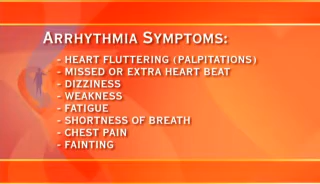 Arrhythmia Symptoms:
- HEART FLUTTERING (PALPITATIONS)
- MISSED OR EXTRA HEART BEAT
- DIZZINESS
- WEAKNESS
- FATIGUE
- SHORTNESS OF BREATH
- CHEST PAIN
- FAINTING